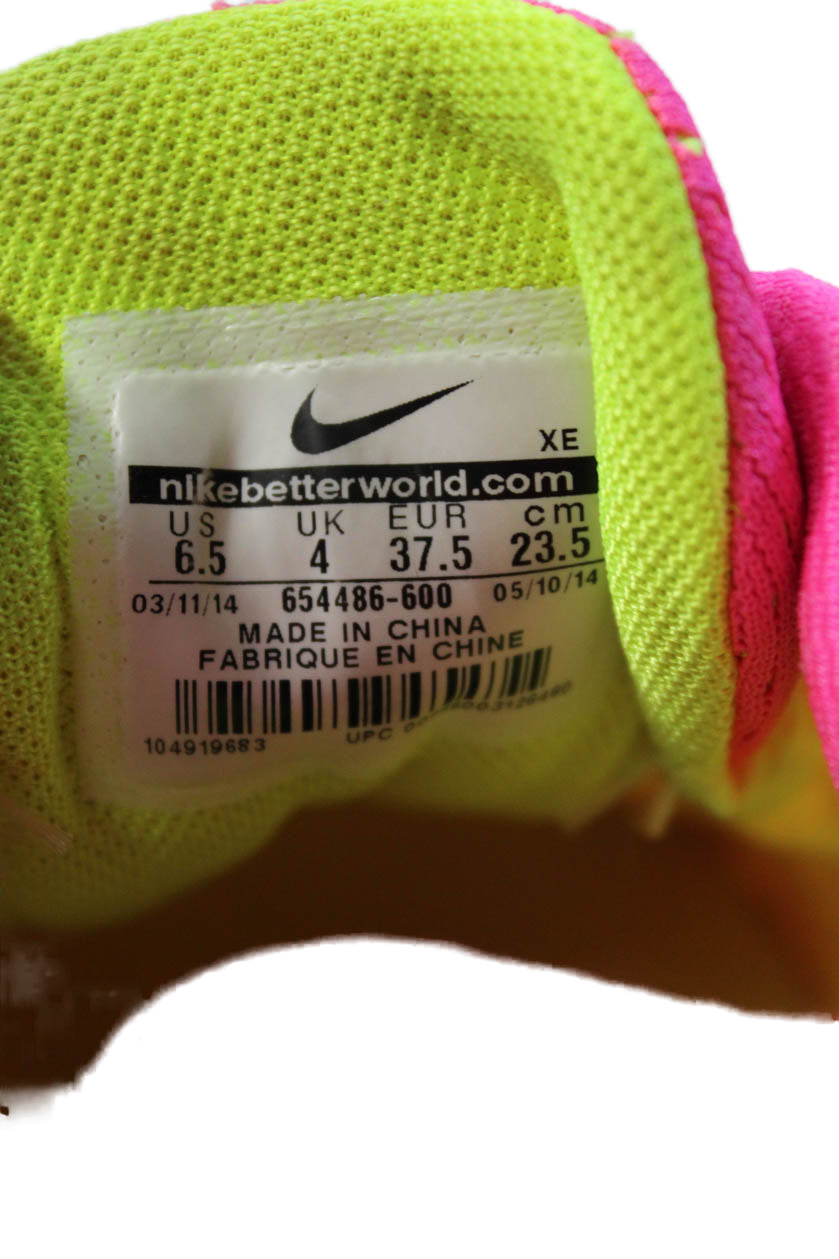 XE
nikebetterworld.com
US UK EUR cm
6.5 4 37.5 23.5
03/11/14 654486-600 05/10/14
MADE IN CHINA
FABRIQUE EN CHINE
104919683 UPC